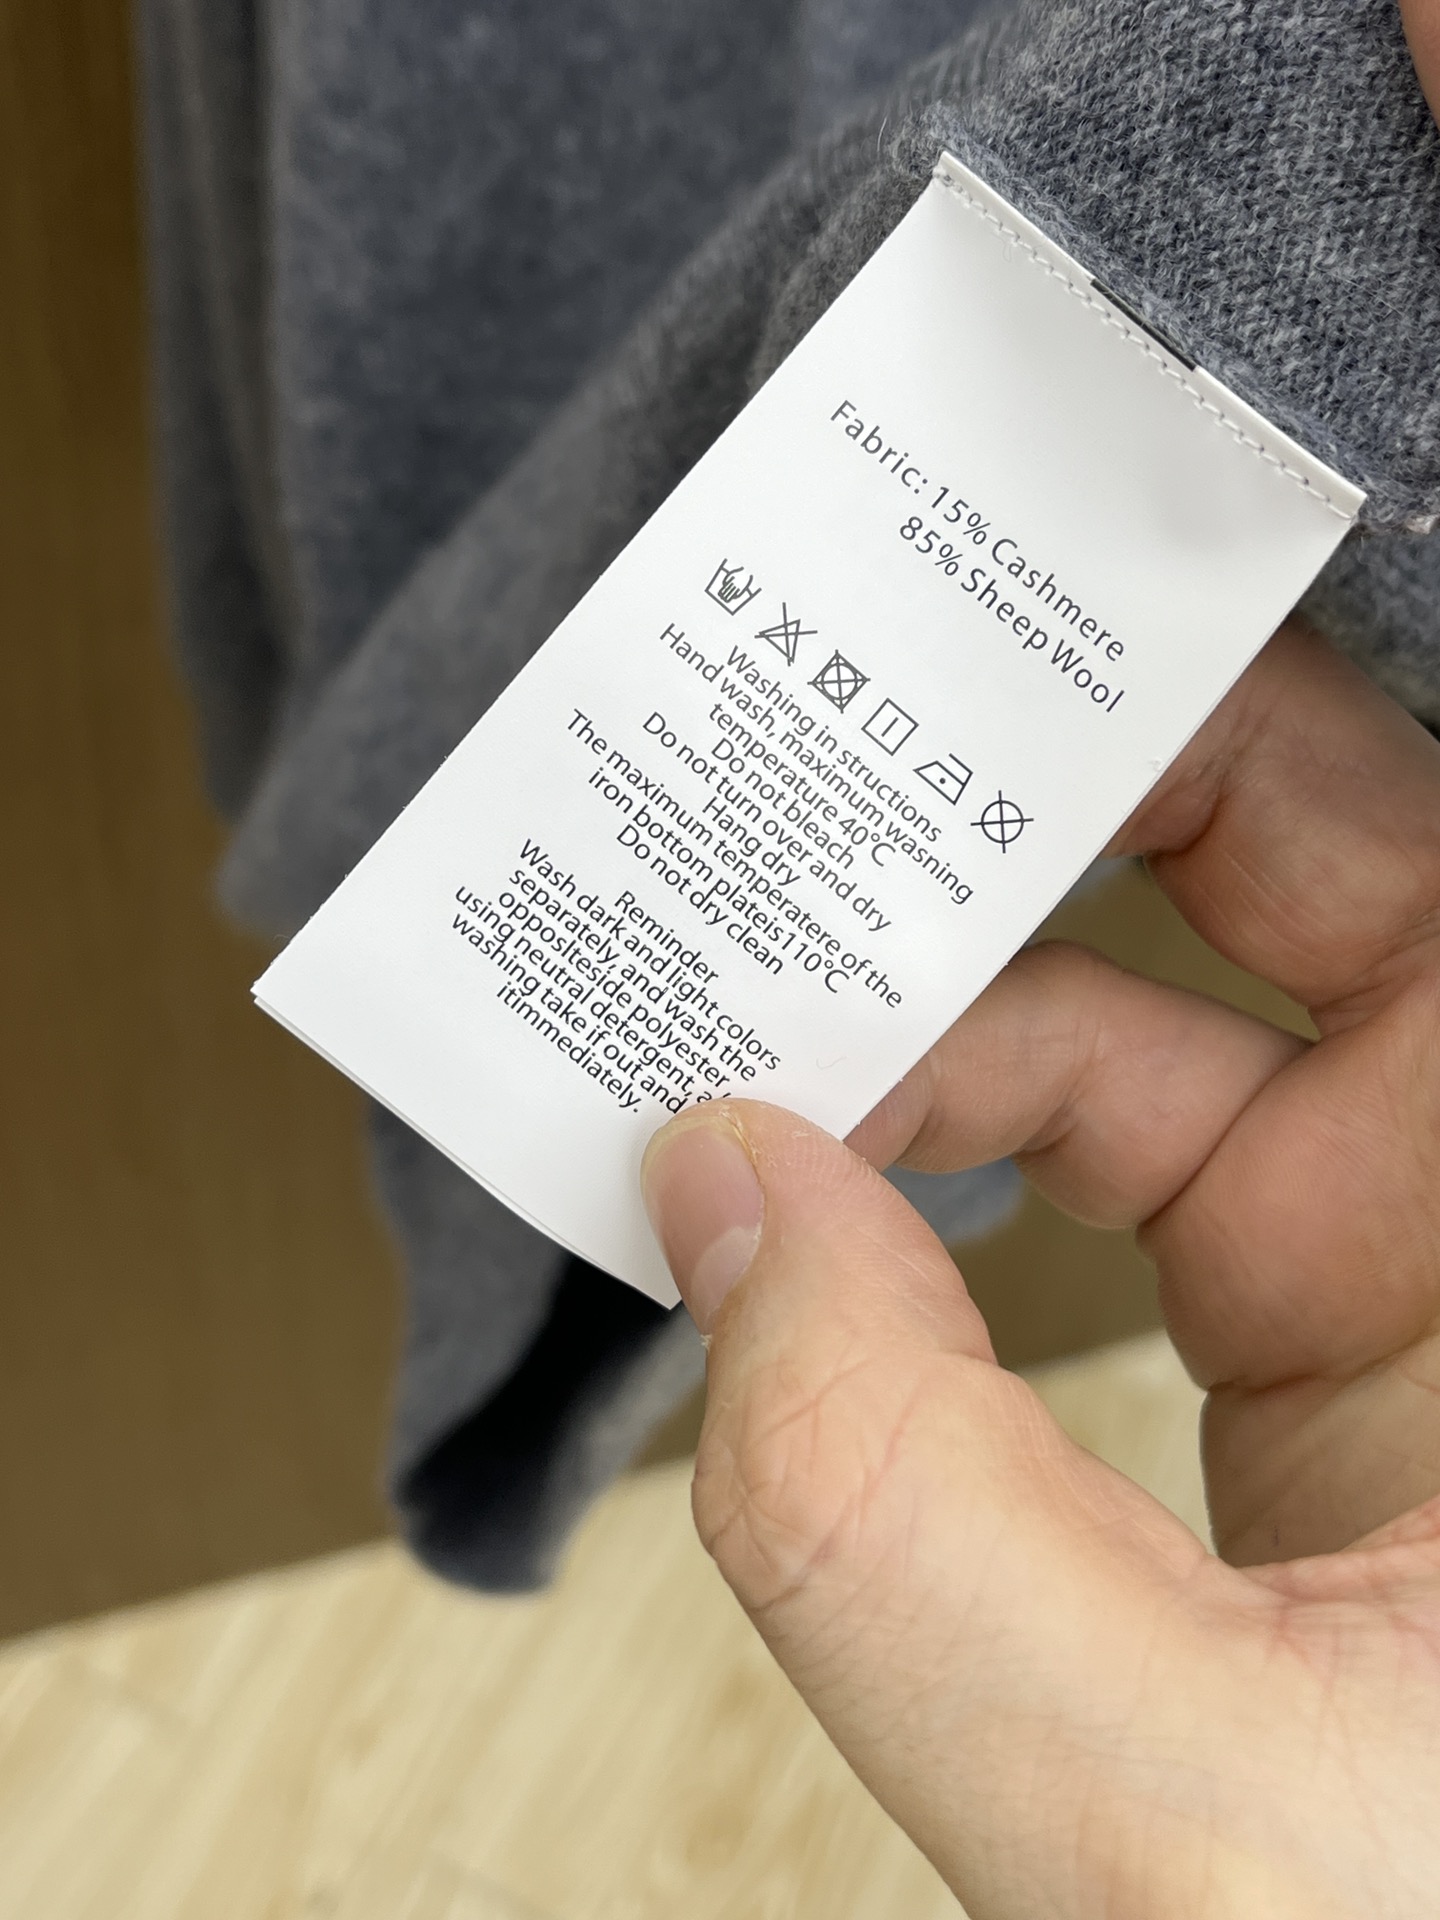 Fabric: 15% Cashmere
85% Sheep Wool
Washing in structions
Hand wash, maximum wasning
temperature 40°C
Do not bleach
Do not turn over and dry
Hang dry
The maximum temperatere of the
iron bottom plateis110°C
Do not dry clean
Reminder
Wash dark and light colors
separately, and wash the
opposlteside polyester
using neutral detergent,
washing take if out and
itimmediately.